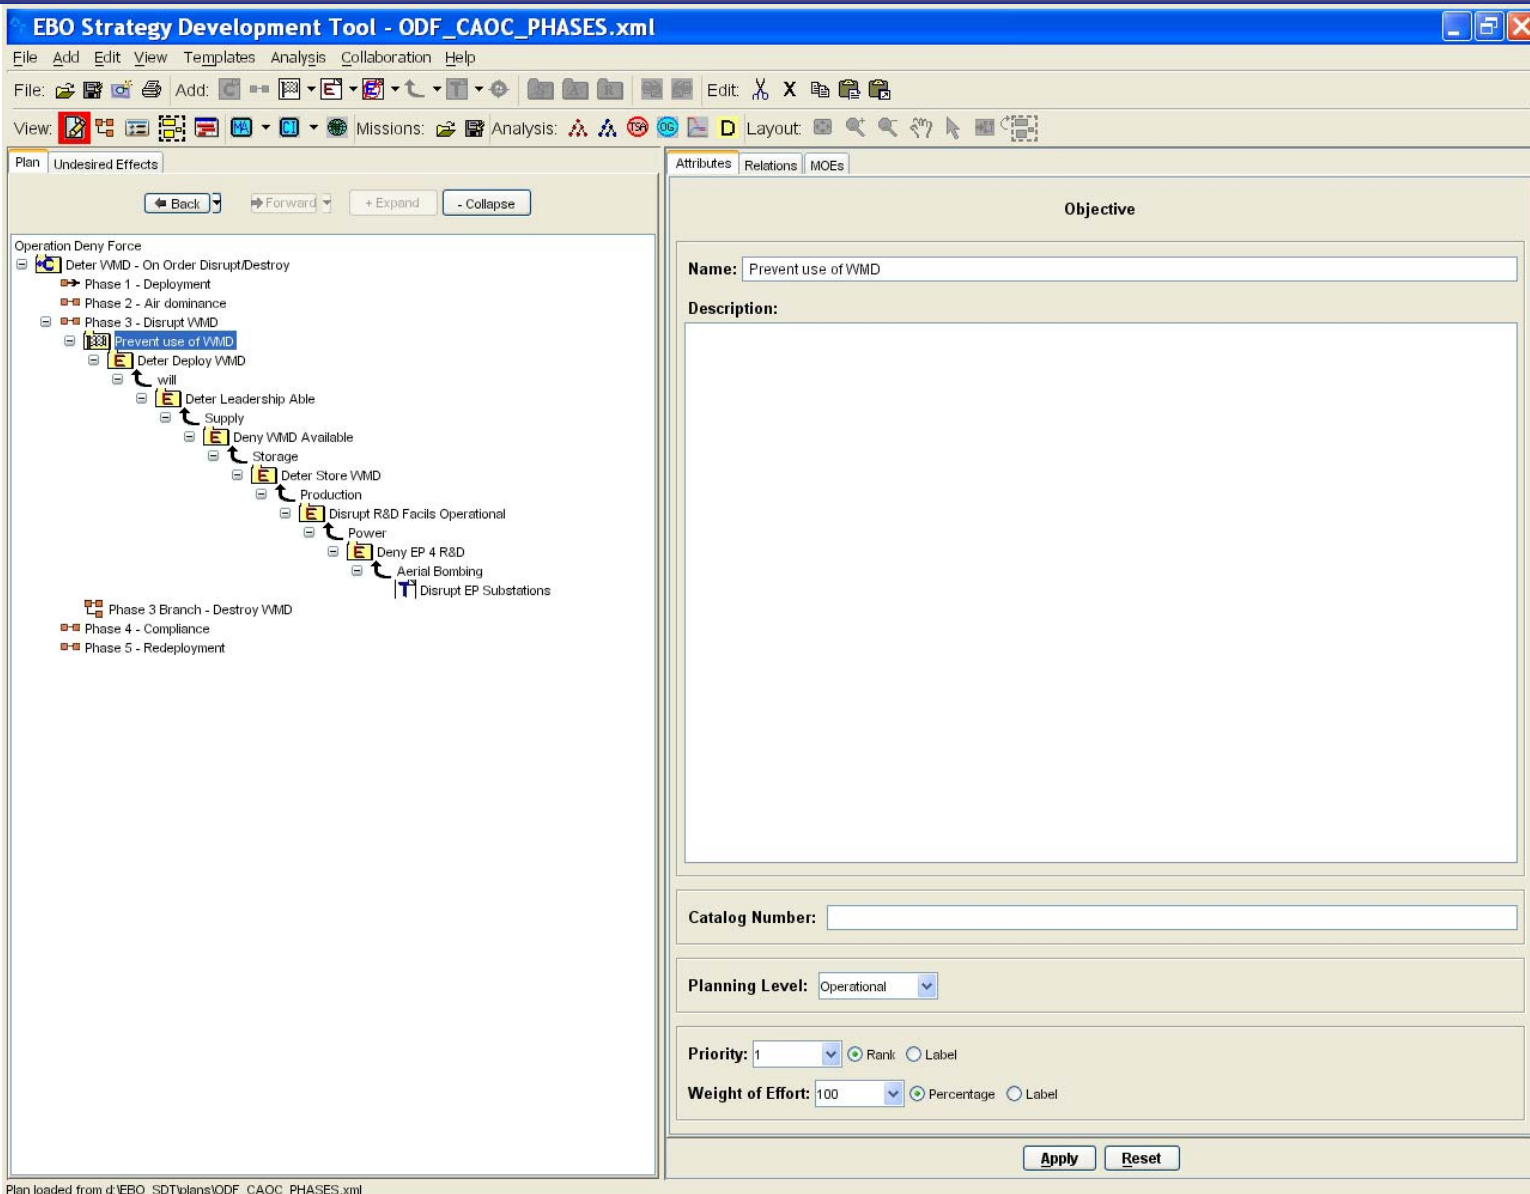 EBO Strategy Development Tool - ODF_CAOC_PHASES.xml
File Add Edit View Templates Analysis Collaboration Help
File: Add: C E E T S A R Edit: X
View: MA CI Missions: Analysis: TSA OG D Layout:
Plan Undesired Effects
Attributes Relations MOEs
Back Forward + Expand - Collapse
Objective
Operation Deny Force
C Deter WMD - On Order Disrupt/Destroy
Phase 1 - Deployment
Phase 2 - Air dominance
Phase 3 - Disrupt WMD
Prevent use of WMD
E Deter Deploy WMD
will
E Deter Leadership Able
Supply
E Deny WMD Available
Storage
E Deter Store WMD
Production
E Disrupt R&D Facils Operational
Power
E Deny EP 4 R&D
Aerial Bombing
T Disrupt EP Substations
Phase 3 Branch - Destroy WMD
Phase 4 - Compliance
Phase 5 - Redeployment
Name: Prevent use of WMD
Description:
Catalog Number:
Planning Level: Operational
Priority: 1 Rank Label
Weight of Effort: 100 Percentage Label
Apply Reset
Plan loaded from d:\EBO_SDT\plans\ODF_CAOC_PHASES.xml